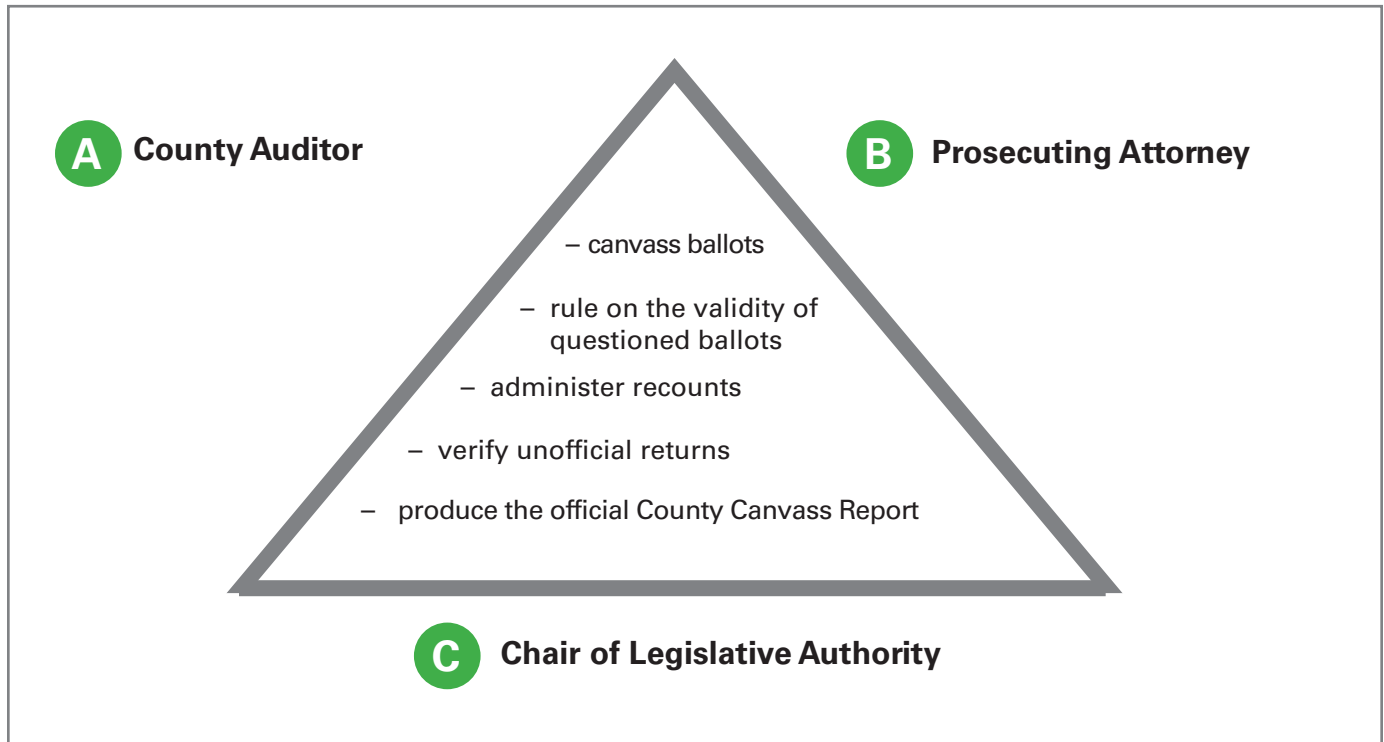 A County Auditor
B Prosecuting Attorney
– canvass ballots
– rule on the validity of
questioned ballots
– administer recounts
– verify unofficial returns
– produce the official County Canvass Report
C Chair of Legislative Authority